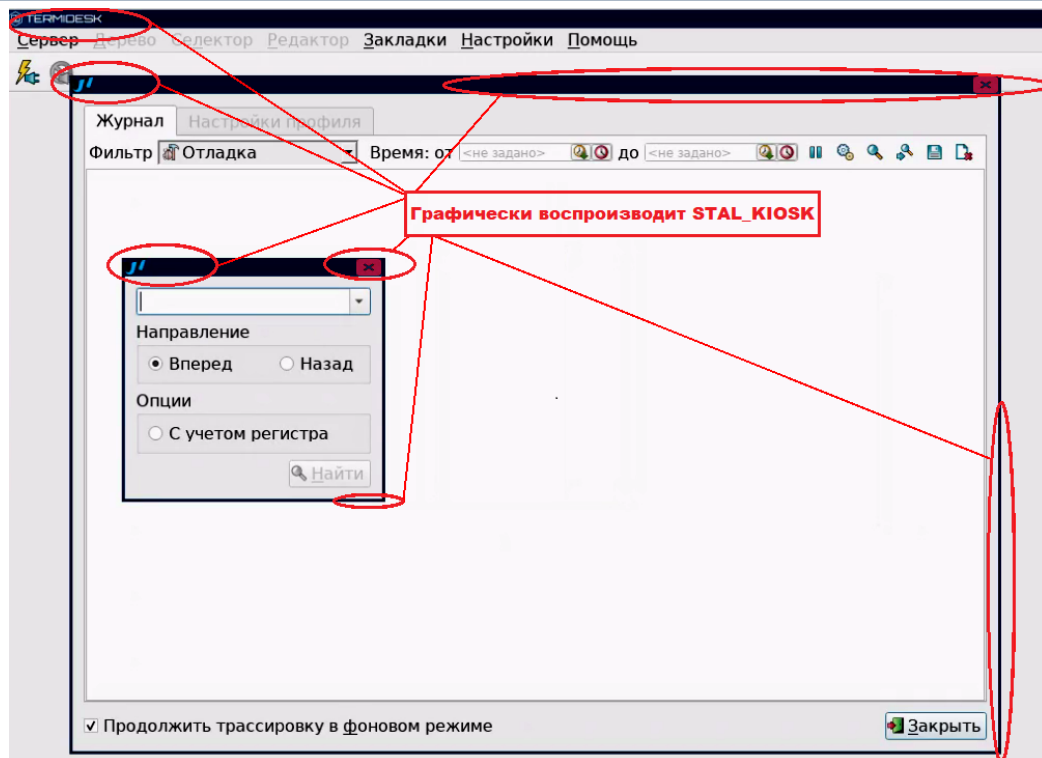 TERMIDESK
Сервер Дерево Селектор Редактор Закладки Настройки Помощь
Журнал Настройки профиля
Фильтр Отладка Время: от <не задано> до <не задано>
Графически воспроизводит STAL_KIOSK
Направление
Вперед Назад
Опции
С учетом регистра
Найти
Продолжить трассировку в фоновом режиме
Закрыть